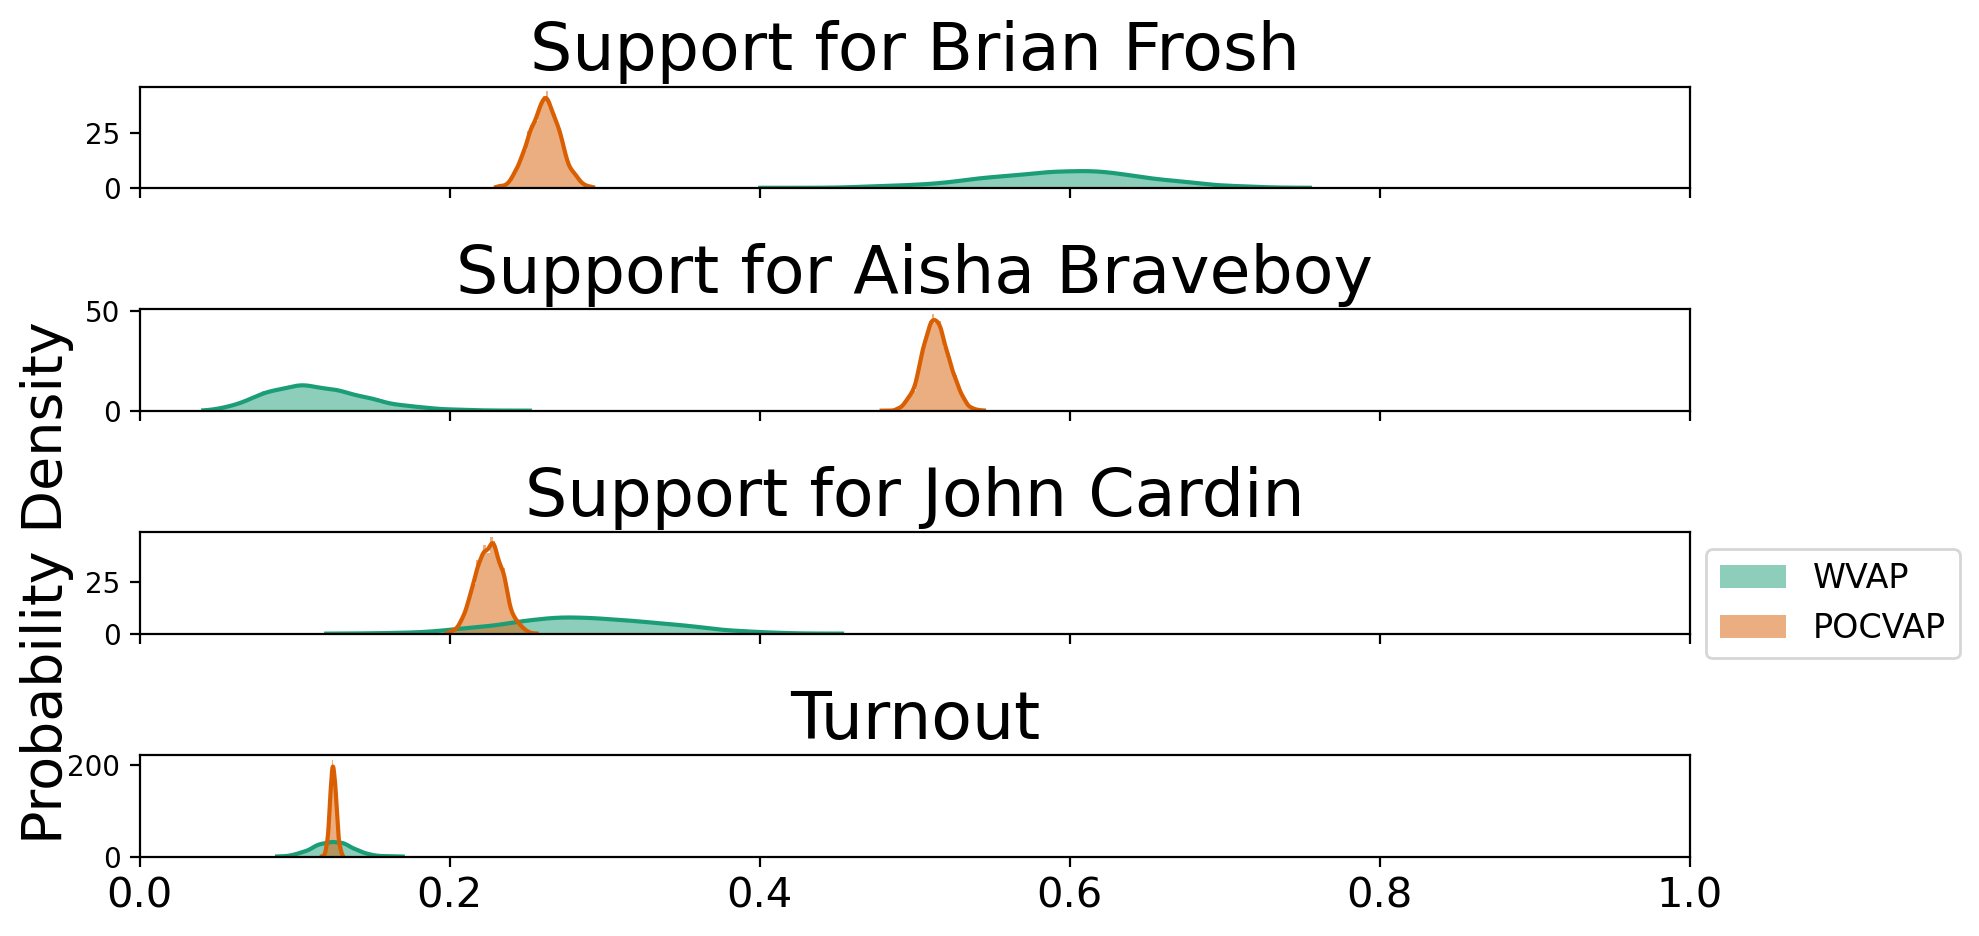 Support for Brian Frosh
25
0
Support for Aisha Braveboy
50
0
Support for John Cardin
25
0
Turnout
200
0
0.0 0.2 0.4 0.6 0.8 1.0
Probability Density
WVAP
POCVAP